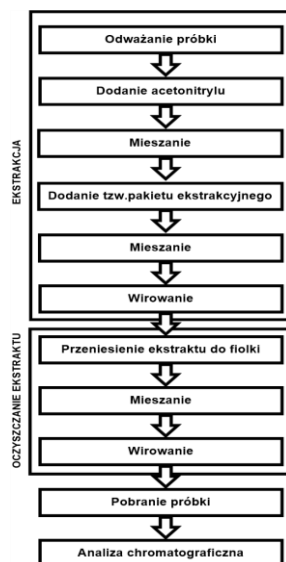 EKSTRAKCJA
Odważanie próbki
Dodanie acetonitrylu
Mieszanie
Dodanie tzw.pakietu ekstrakcyjnego
Mieszanie
Wirowanie
OCZYSZCZANIE EKSTRAKTU
Przeniesienie ekstraktu do fiolki
Mieszanie
Wirowanie
Pobranie próbki
Analiza chromatograficzna